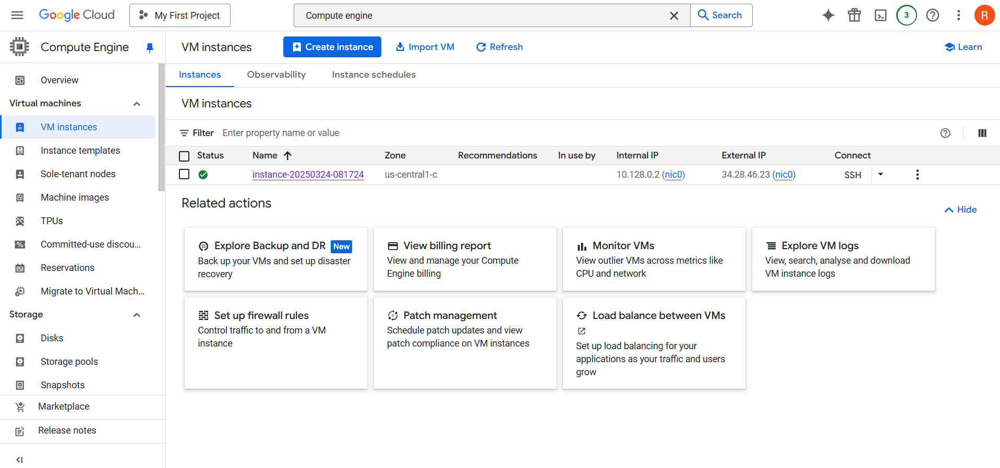 Google Cloud
My First Project
Compute engine
Search
3
R
Compute Engine
VM instances
Create instance
Import VM
Refresh
Learn
Overview
Virtual machines
VM instances
Instance templates
Sole-tenant nodes
Machine images
TPUs
Committed-use discou...
Reservations
Migrate to Virtual Mach...
Storage
Disks
Storage pools
Snapshots
Marketplace
Release notes
Instances Observability Instance schedules
VM instances
Filter Enter property name or value
Status Name Zone Recommendations In use by Internal IP External IP Connect
instance-20250324-081724 us-central1-c 10.128.0.2 (nic0) 34.28.46.23 (nic0) SSH
Related actions
Hide
Explore Backup and DR New
Back up your VMs and set up disaster
recovery
View billing report
View and manage your Compute
Engine billing
Monitor VMs
View outlier VMs across metrics like
CPU and network
Explore VM logs
View, search, analyse and download
VM instance logs
Set up firewall rules
Control traffic to and from a VM
instance
Patch management
Schedule patch updates and view
patch compliance on VM instances
Load balance between VMs
Set up load balancing for your
applications as your traffic and users
grow